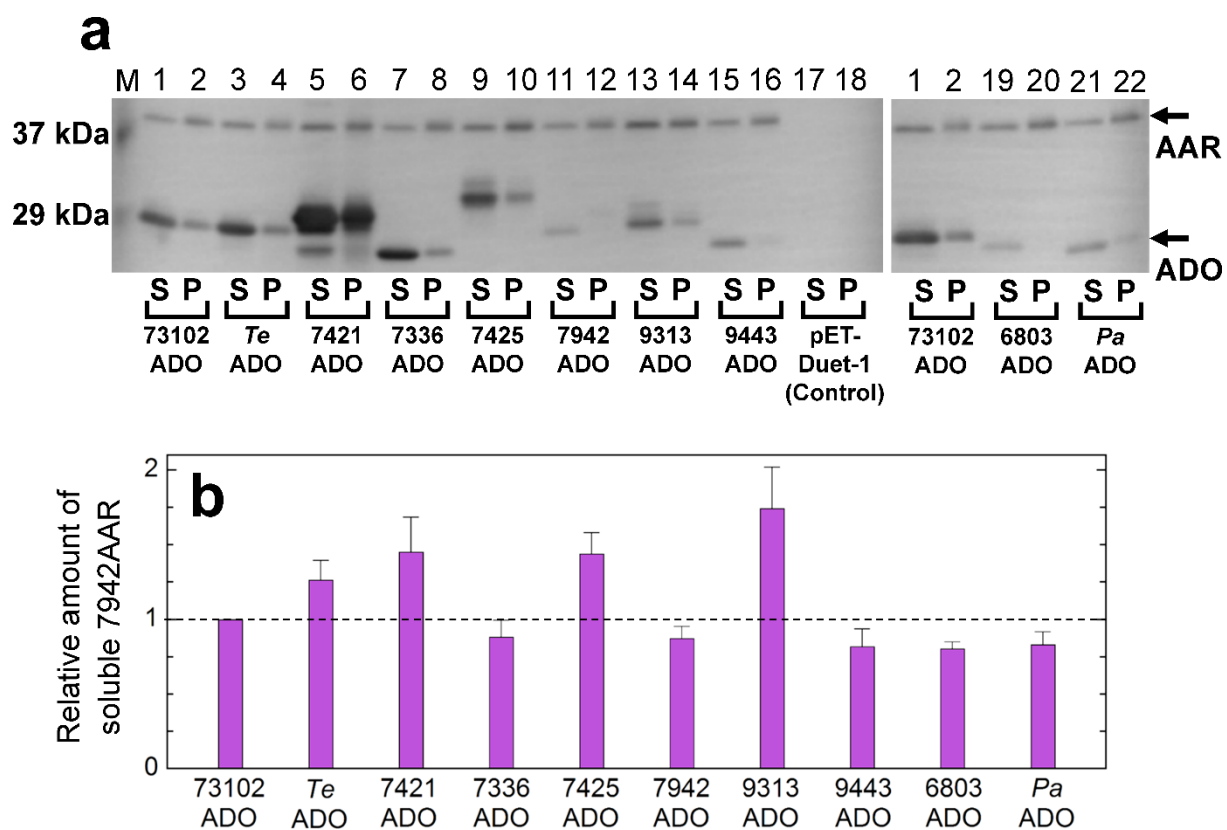 a
M 1 2 3 4 5 6 7 8 9 10 11 12 13 14 15 16 17 18 1 2 19 20 21 22
37 kDa
AAR
29 kDa
ADO
S P S P S P S P S P S P S P S P S P S P S P S P
73102 Te 7421 7336 7425 7942 9313 9443 pET- 73102 6803 Pa
ADO ADO ADO ADO ADO ADO ADO ADO Duet-1 ADO ADO ADO
(Control)
b
Relative amount of
soluble 7942AAR
2
1
0
73102 Te 7421 7336 7425 7942 9313 9443 6803 Pa
ADO ADO ADO ADO ADO ADO ADO ADO ADO ADO